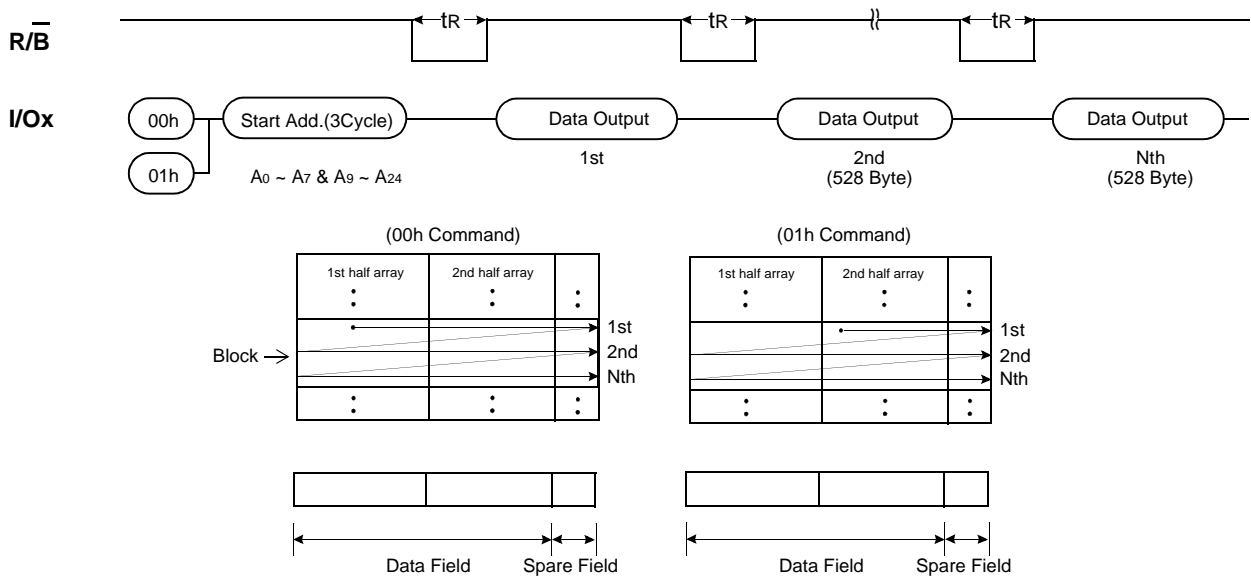 tR tR tR
R/B
I/Ox
00h Start Add.(3Cycle) Data Output Data Output Data Output
01h A0 ~ A7 & A9 ~ A24 1st 2nd Nth
(528 Byte) (528 Byte)
(00h Command) (01h Command)
1st half array 2nd half array 1st half array 2nd half array
1st 1st
Block 2nd 2nd
Nth Nth
Data Field Spare Field Data Field Spare Field